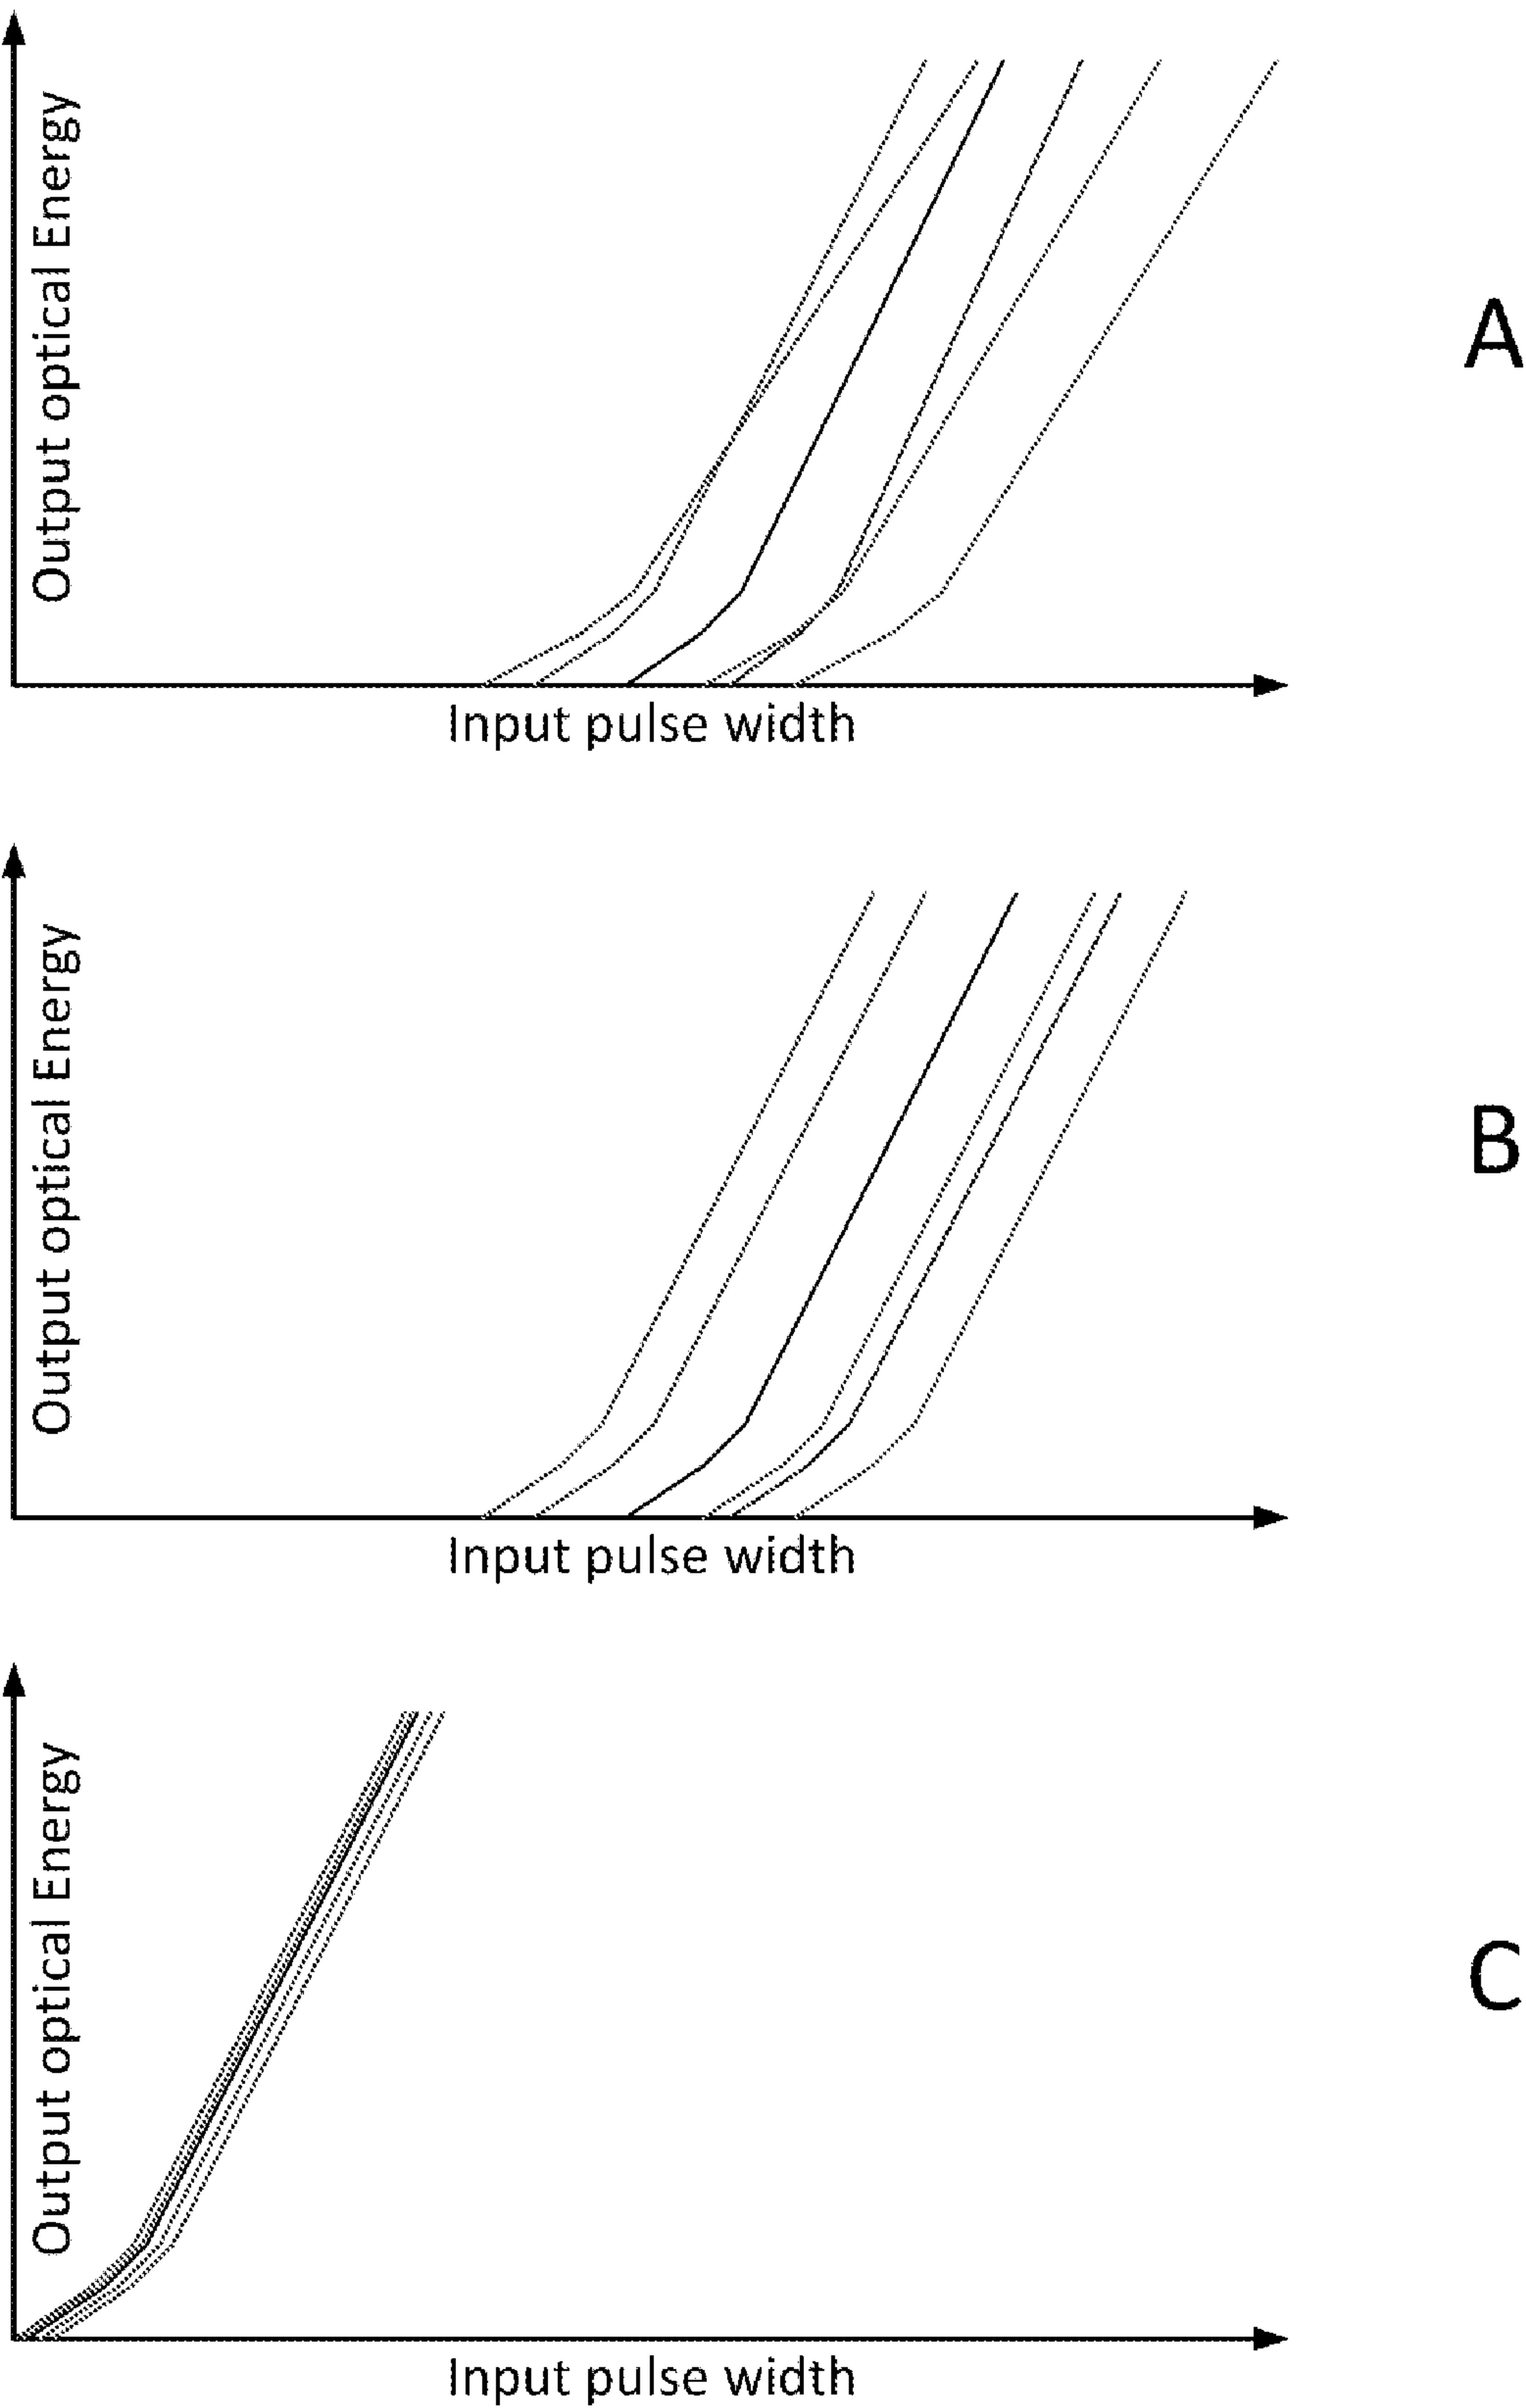 Output optical Energy
A
Input pulse width
Output optical Energy
B
Input pulse width
Output optical Energy
C
Input pulse width